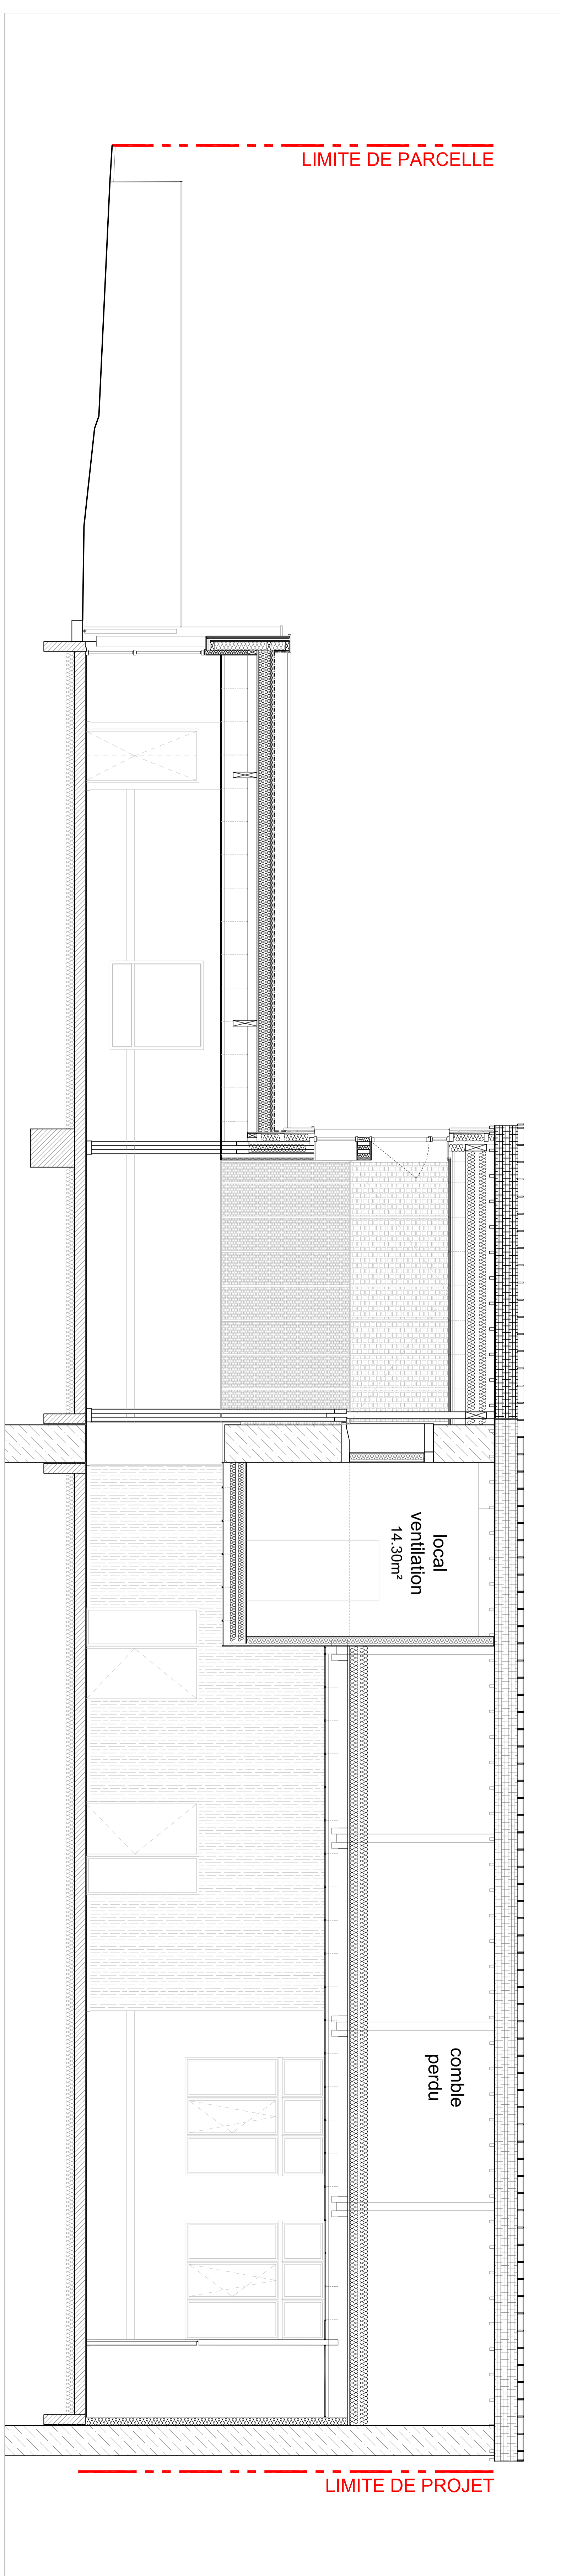 LIMITE DE PARCELLE
local
ventilation
14.30m²
comble
perdu
LIMITE DE PROJET